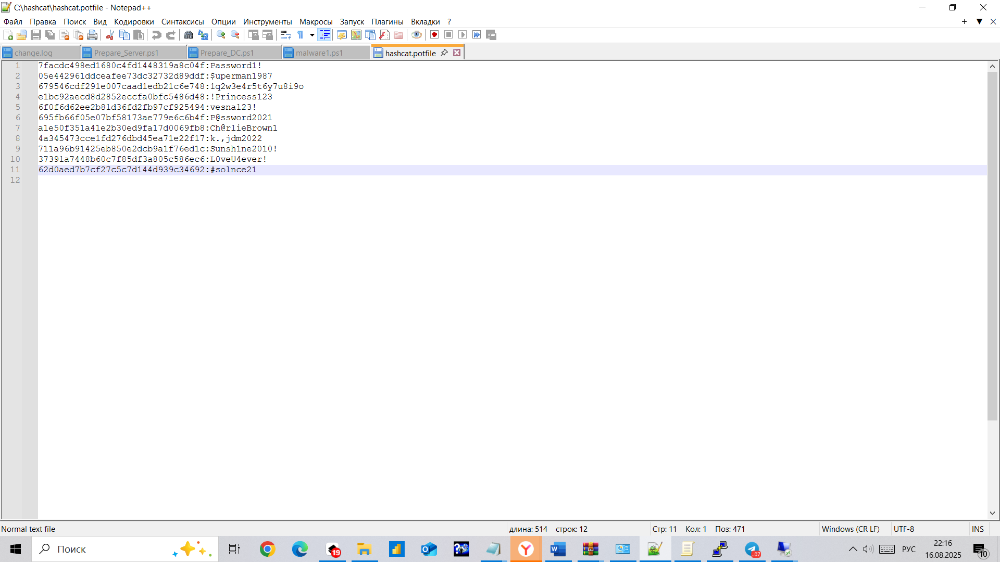 C:\hashcat\hashcat.potfile - Notepad++
Файл Правка Поиск Вид Кодировки Синтаксисы Опции Инструменты Макросы Запуск Плагины Вкладки ?
change.log Prepare_Server.ps1 Prepare_DC.ps1 malware1.ps1 hashcat.potfile
1 7facdc498ed1680c4fd1448319a8c04f:Password1!
2 05e442961ddceafee73dc32732d89ddf:$uperman1987
3 679546cdf291e007caad1edb21c6e748:1q2w3e4r5t6y7u8i9o
4 e1bc92aecd8d2852eccfa0bfc5486d48:!Princess123
5 6f0f6d62ee2b81d36fd2fb97cf925494:vesna123!
6 695fb66f05e07bf58173ae779e6c6b4f:P@ssword2021
7 a1e50f351a41e2b30ed9fa17d0069fb8:Ch@rlieBrown1
8 4a345473cce1fd276dbd45ea71e22f17:k.,jdm2022
9 711a96b91425eb850e2dcb9a1f76ed1c:Sunsh1ne2010!
10 37391a7448b60c7f85df3a805c586ec6:L0veU4ever!
11 62d0aed7b7cf27c5c7d144d939c34692:#solnce21
12
Normal text file длина: 514 строк: 12 Стр: 11 Кол: 1 Поз: 471 Windows (CR LF) UTF-8 INS
Поиск 19 РУС 22:16
16.08.2025 10